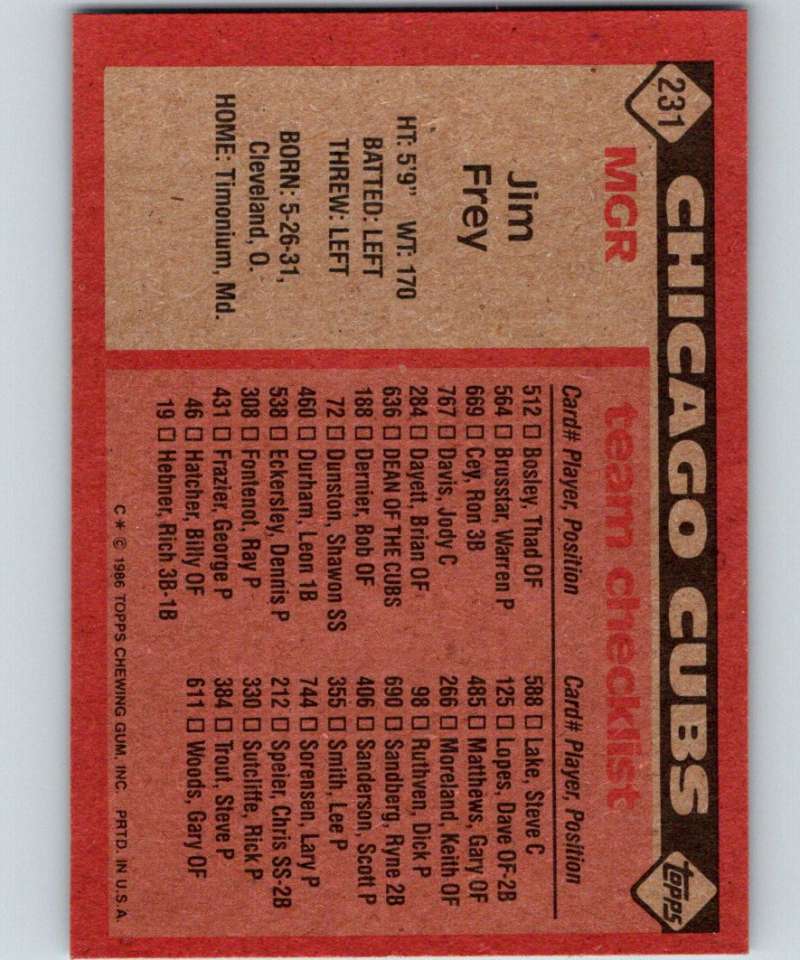 231 CHICAGO CUBS topps
MGR
Jim
Frey
HT: 5'9" WT: 170
BATTED: LEFT
THREW: LEFT
BORN: 5-26-31,
Cleveland, O.
HOME: Timonium, Md.
team checklist
Card# Player, Position
512 □ Bosley, Thad OF
564 □ Brusstar, Warren P
669 □ Cey, Ron 3B
767 □ Davis, Jody C
284 □ Dayett, Brian OF
636 □ DEAN OF THE CUBS
188 □ Dernier, Bob OF
72 □ Dunston, Shawon SS
460 □ Durham, Leon 1B
538 □ Eckersley, Dennis P
308 □ Fontenot, Ray P
431 □ Frazier, George P
46 □ Hatcher, Billy OF
19 □ Hebner, Rich 3B-1B
Card# Player, Position
588 □ Lake, Steve C
125 □ Lopes, Dave OF-2B
485 □ Matthews, Gary OF
266 □ Moreland, Keith OF
98 □ Ruthven, Dick P
690 □ Sandberg, Ryne 2B
406 □ Sanderson, Scott P
355 □ Smith, Lee P
744 □ Sorensen, Lary P
212 □ Speier, Chris SS-2B
330 □ Sutcliffe, Rick P
384 □ Trout, Steve P
611 □ Woods, Gary OF
C* © 1986 TOPPS CHEWING GUM, INC. PRTD. IN U.S.A.